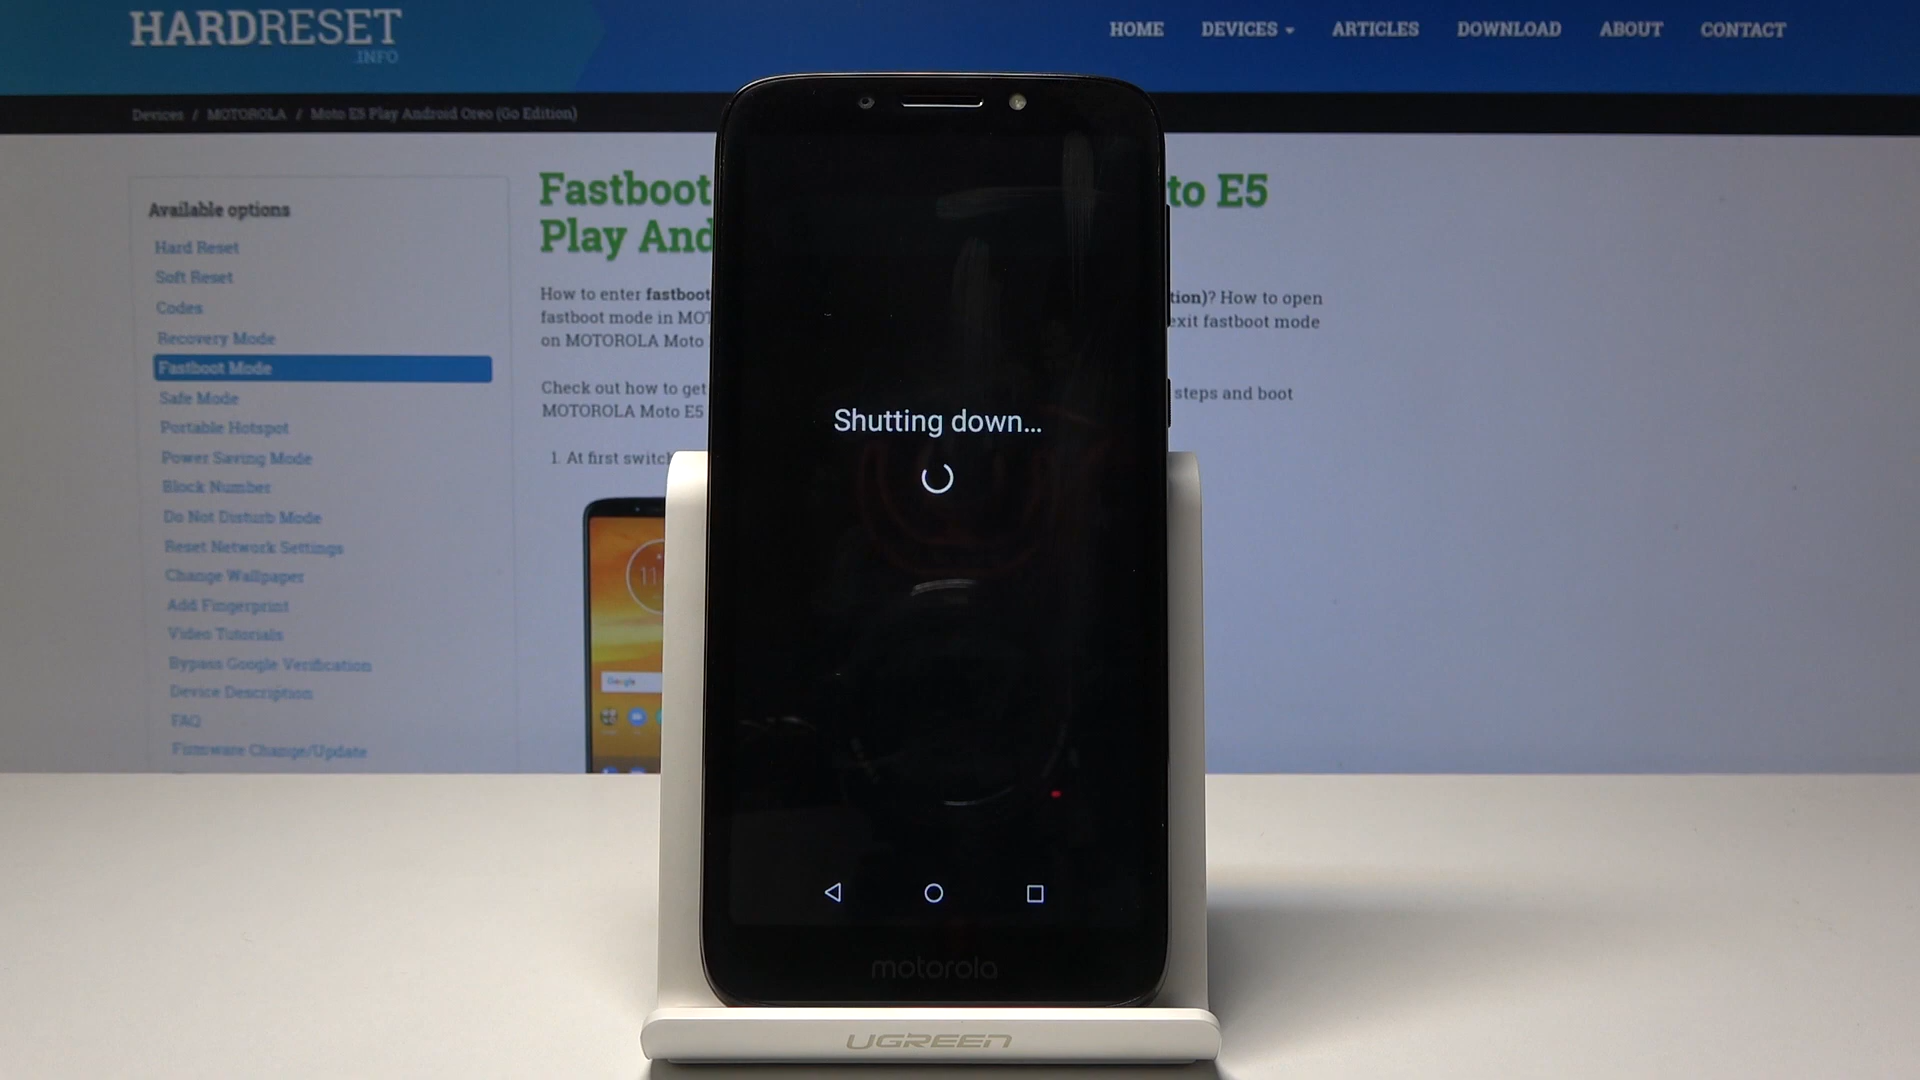 HARDRESET
.INFO
HOME DEVICES ARTICLES DOWNLOAD ABOUT CONTACT
Devices / MOTOROLA / Moto E5 Play Android Oreo (Go Edition)
Available options
Hard Reset
Soft Reset
Codes
Recovery Mode
Fastboot Mode
Safe Mode
Portable Hotspot
Power Saving Mode
Block Number
Do Not Disturb Mode
Reset Network Settings
Change Wallpaper
Add Fingerprint
Video Tutorials
Bypass Google Verification
Device Description
FAQ
Firmware Change/Update
Fastboot to E5
Play And
How to enter fastboot tion)? How to open
fastboot mode in MOT exit fastboot mode
on MOTOROLA Moto
Check out how to get steps and boot
MOTOROLA Moto E5
1. At first switch
11
Google
Shutting down...
motorola
UGREEN